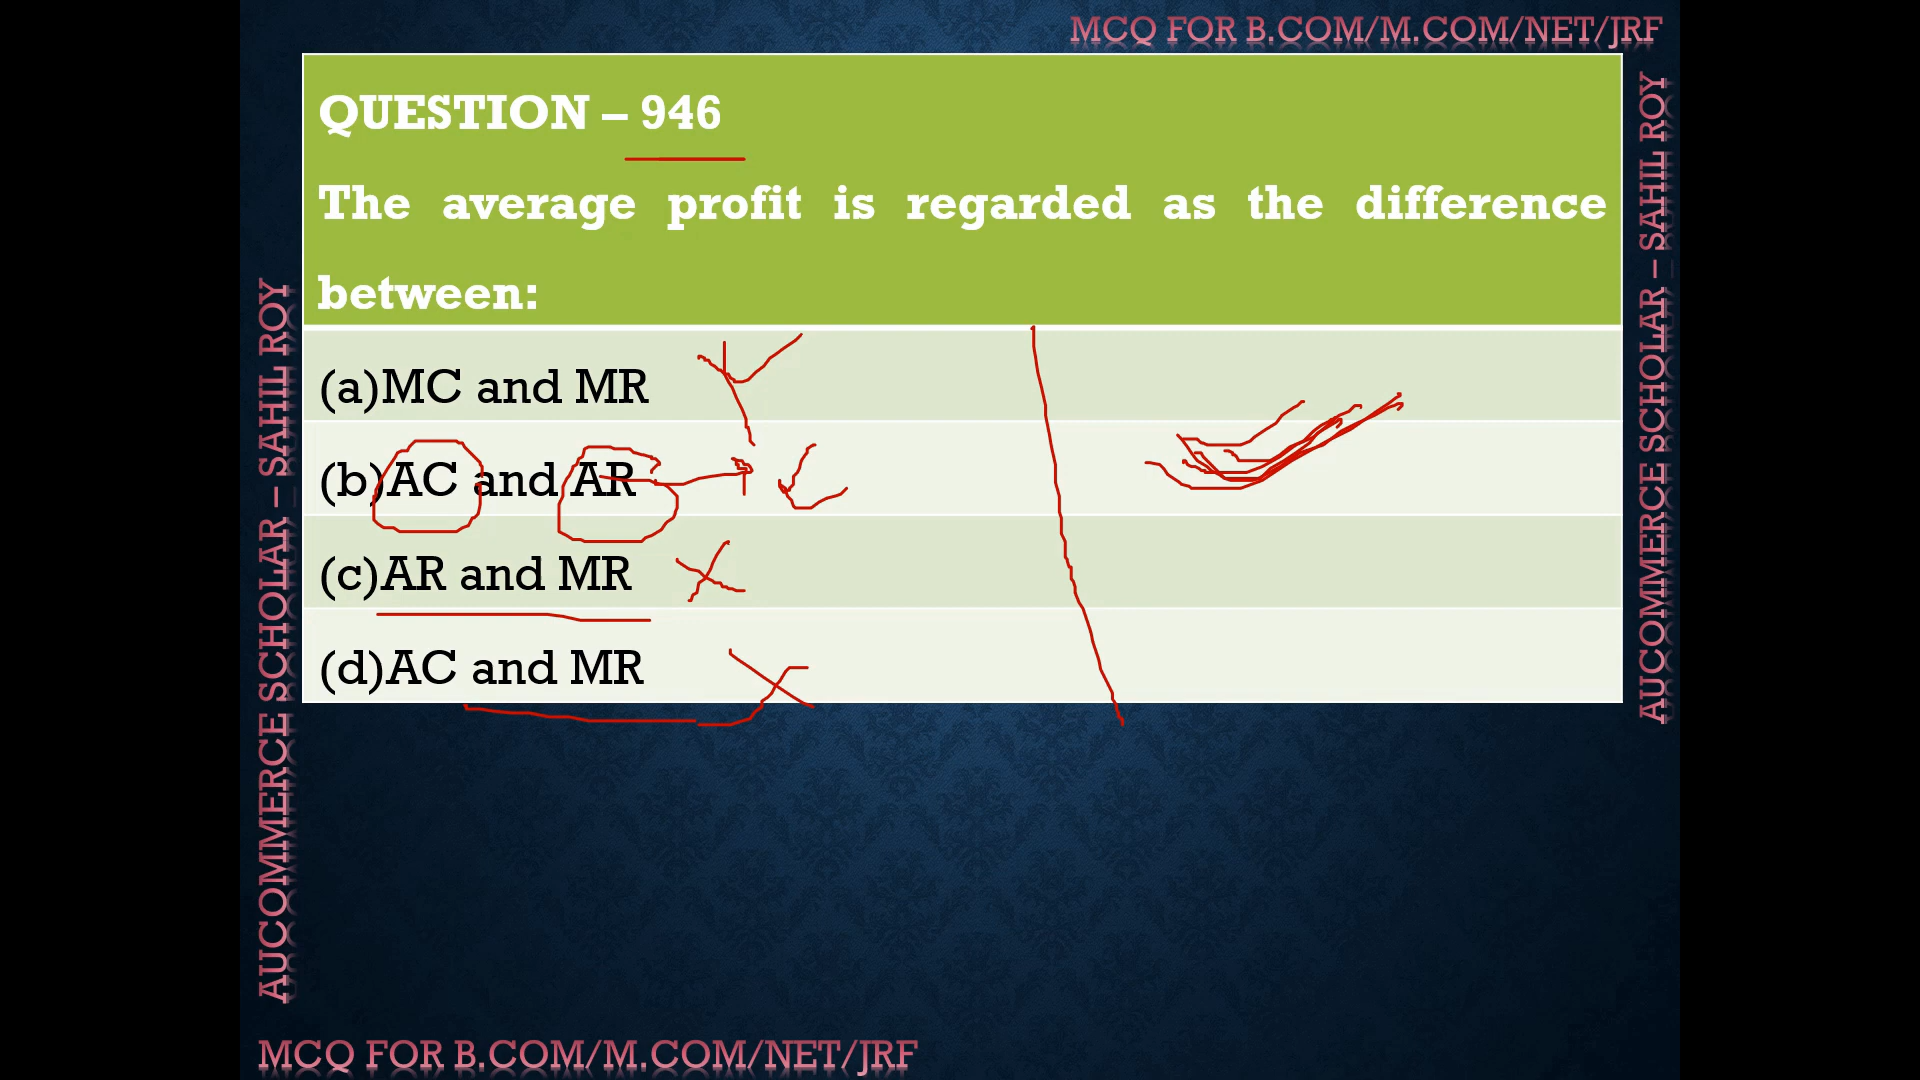 MCQ FOR B.COM/M.COM/NET/JRF
QUESTION – 946
The average profit is regarded as the difference
between:
(a)MC and MR
(b)AC and AR
(c)AR and MR
(d)AC and MR
AUCOMMERCE SCHOLAR – SAHIL ROY
AUCOMMERCE SCHOLAR – SAHIL ROY
MCQ FOR B.COM/M.COM/NET/JRF